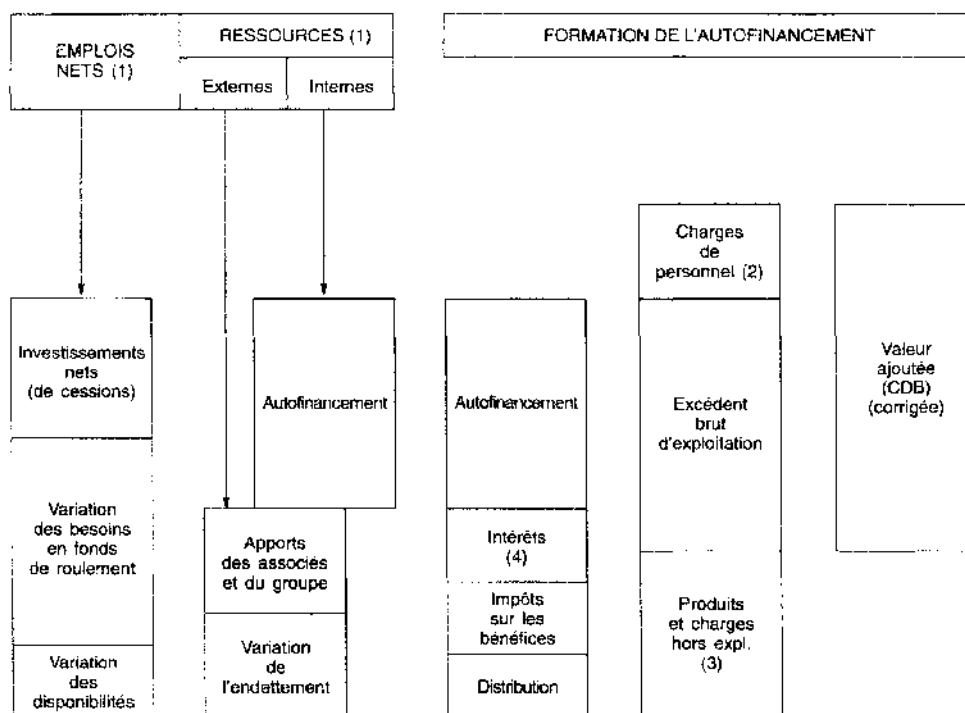 EMPLOIS
NETS (1)
RESSOURCES (1)
Externes
Internes
FORMATION DE L'AUTOFINANCEMENT
Investissements
nets
(de cessions)
Variation
des besoins
en fonds
de roulement
Variation
des
disponibilités
Autofinancement
Apports
des associés
et du groupe
Variation
de
l'endettement
Autofinancement
Intérêts
(4)
Impôts
sur les
bénéfices
Distribution
Charges
de
personnel (2)
Excédent
brut
d'exploitation
Produits
et charges
hors expl.
(3)
Valeur
ajoutée
(CDB)
(corrigée)